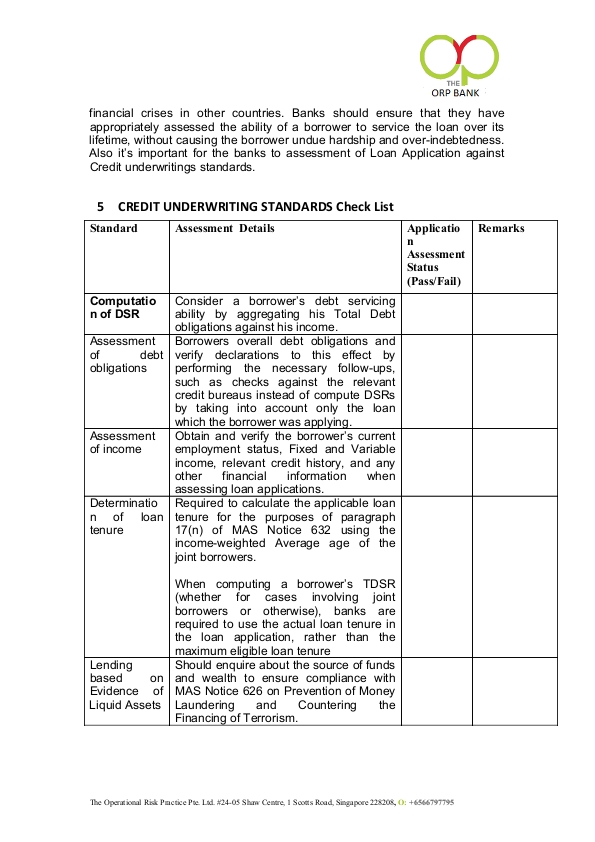 THE
ORP BANK
financial crises in other countries. Banks should ensure that they have
appropriately assessed the ability of a borrower to service the loan over its
lifetime, without causing the borrower undue hardship and over-indebtedness.
Also it's important for the banks to assessment of Loan Application against
Credit underwritings standards.
5 CREDIT UNDERWRITING STANDARDS Check List
Standard
Assessment Details
Applicatio
n
Assessment
Status
(Pass/Fail)
Remarks
Computatio
n of DSR
Consider a borrower's debt servicing
ability by aggregating his Total Debt
obligations against his income.
Assessment
of debt
obligations
Borrowers overall debt obligations and
verify declarations to this effect by
performing the necessary follow-ups,
such as checks against the relevant
credit bureaus instead of compute DSRs
by taking into account only the loan
which the borrower was applying.
Assessment
of income
Obtain and verify the borrower's current
employment status, Fixed and Variable
income, relevant credit history, and any
other financial information when
assessing loan applications.
Determinatio
n of loan
tenure
Required to calculate the applicable loan
tenure for the purposes of paragraph
17(n) of MAS Notice 632 using the
income-weighted Average age of the
joint borrowers.
When computing a borrower's TDSR
(whether for cases involving joint
borrowers or otherwise), banks are
required to use the actual loan tenure in
the loan application, rather than the
maximum eligible loan tenure
Lending
based on
Evidence of
Liquid Assets
Should enquire about the source of funds
and wealth to ensure compliance with
MAS Notice 626 on Prevention of Money
Laundering and Countering the
Financing of Terrorism.
The Operational Risk Practice Pte. Ltd. #24-05 Shaw Centre, 1 Scotts Road, Singapore 228208, O: +6566797795